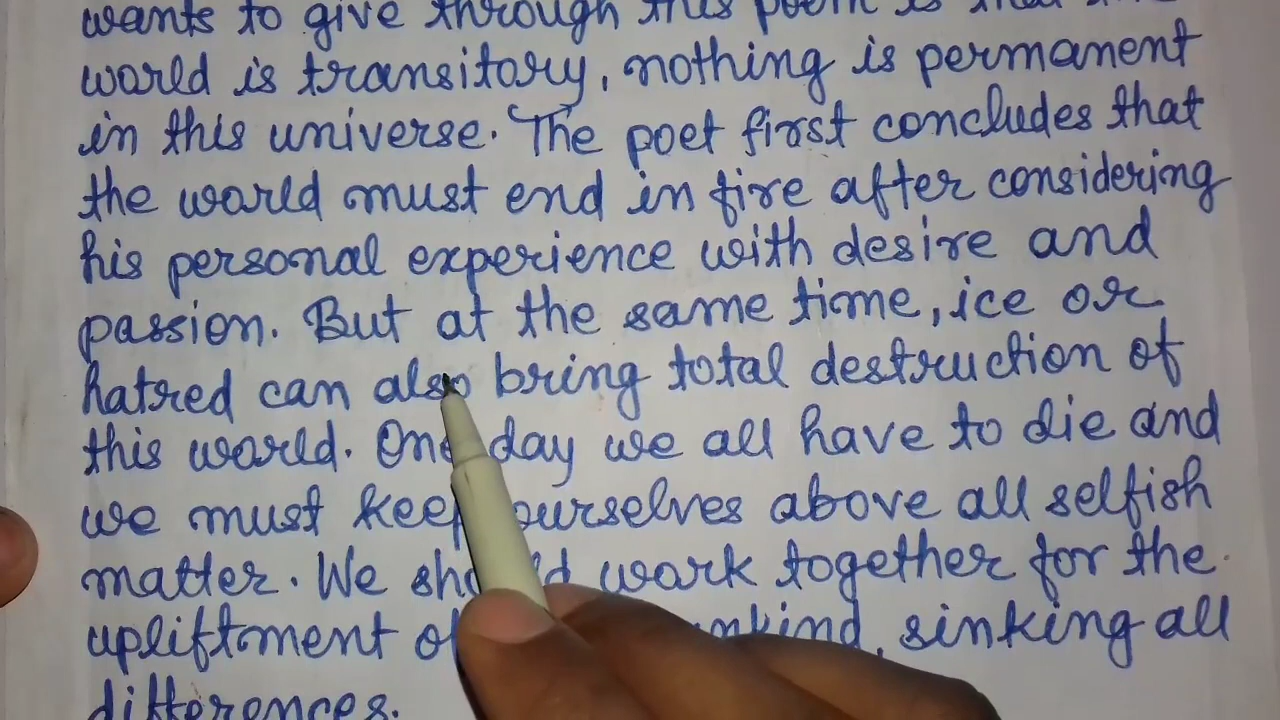 wants to give through this poem is that
world is transitory, nothing is permanent
in this universe. The poet first concludes that
the world must end in fire after considering
his personal experience with desire and
passion. But at the same time, ice or
hatred can also bring total destruction of
this world. One day we all have to die and
we must keep ourselves above all selfish
matter. We should work together for the
upliftment of mankind, sinking all
differences.